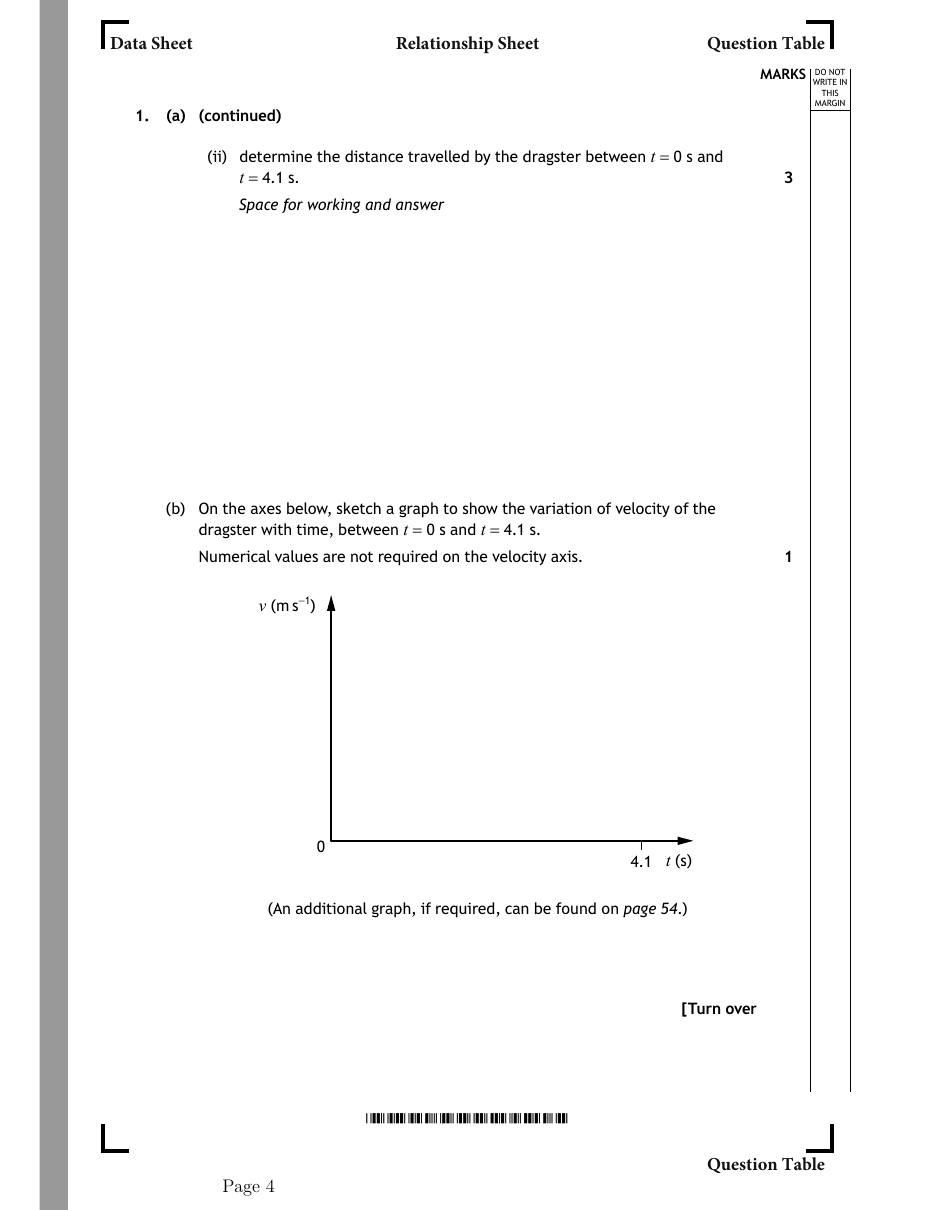 Data Sheet Relationship Sheet Question Table
MARKS
DO NOT
WRITE IN
THIS
MARGIN
1. (a) (continued)
(ii) determine the distance travelled by the dragster between t = 0 s and
t = 4.1 s. 3
Space for working and answer
(b) On the axes below, sketch a graph to show the variation of velocity of the
dragster with time, between t = 0 s and t = 4.1 s.
Numerical values are not required on the velocity axis. 1
v (m s⁻¹)
0
4.1 t (s)
(An additional graph, if required, can be found on page 54.)
[Turn over
Question Table
Page 4